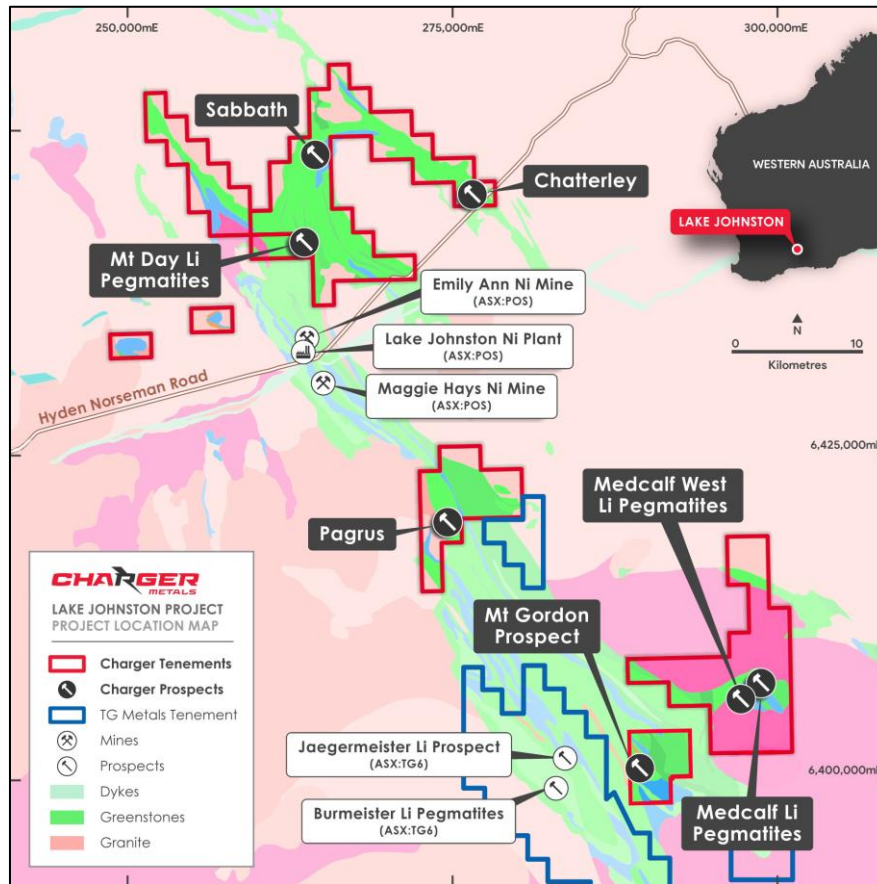 250,000mE
275,000mE
300,000mE
Sabbath
Chatterley
WESTERN AUSTRALIA
LAKE JOHNSTON
Mt Day Li
Pegmatites
Emily Ann Ni Mine
(ASX:POS)
Lake Johnston Ni Plant
(ASX:POS)
Maggie Hays Ni Mine
(ASX:POS)
N
0
10
Kilometres
Hyden Norseman Road
6,425,000mN
Medcalf West
Li Pegmatites
Pagrus
Mt Gordon
Prospect
CHARGER
METALS
LAKE JOHNSTON PROJECT
PROJECT LOCATION MAP
Charger Tenements
Charger Prospects
TG Metals Tenement
Mines
Prospects
Dykes
Greenstones
Granite
Jaegermeister Li Prospect
(ASX:TG6)
Burmeister Li Pegmatites
(ASX:TG6)
6,400,000mN
Medcalf Li
Pegmatites